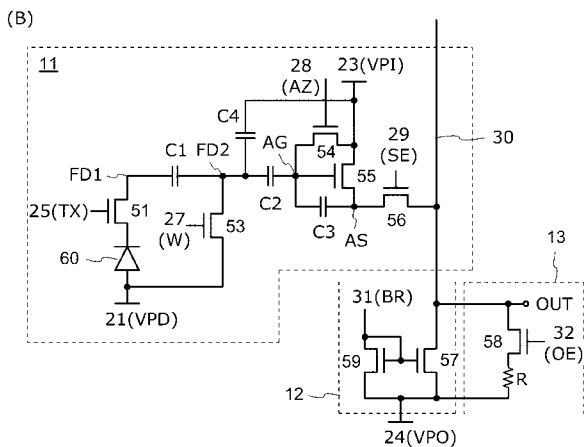 (B)
11
28
(AZ)
23(VPI)
C4
29
(SE)
30
C1
FD2
AG
54
FD1
55
25(TX)
51
C2
56
27
(W)
53
C3
AS
60
13
21(VPD)
31(BR)
OUT
58
32
(OE)
59
57
12
R
24(VPO)